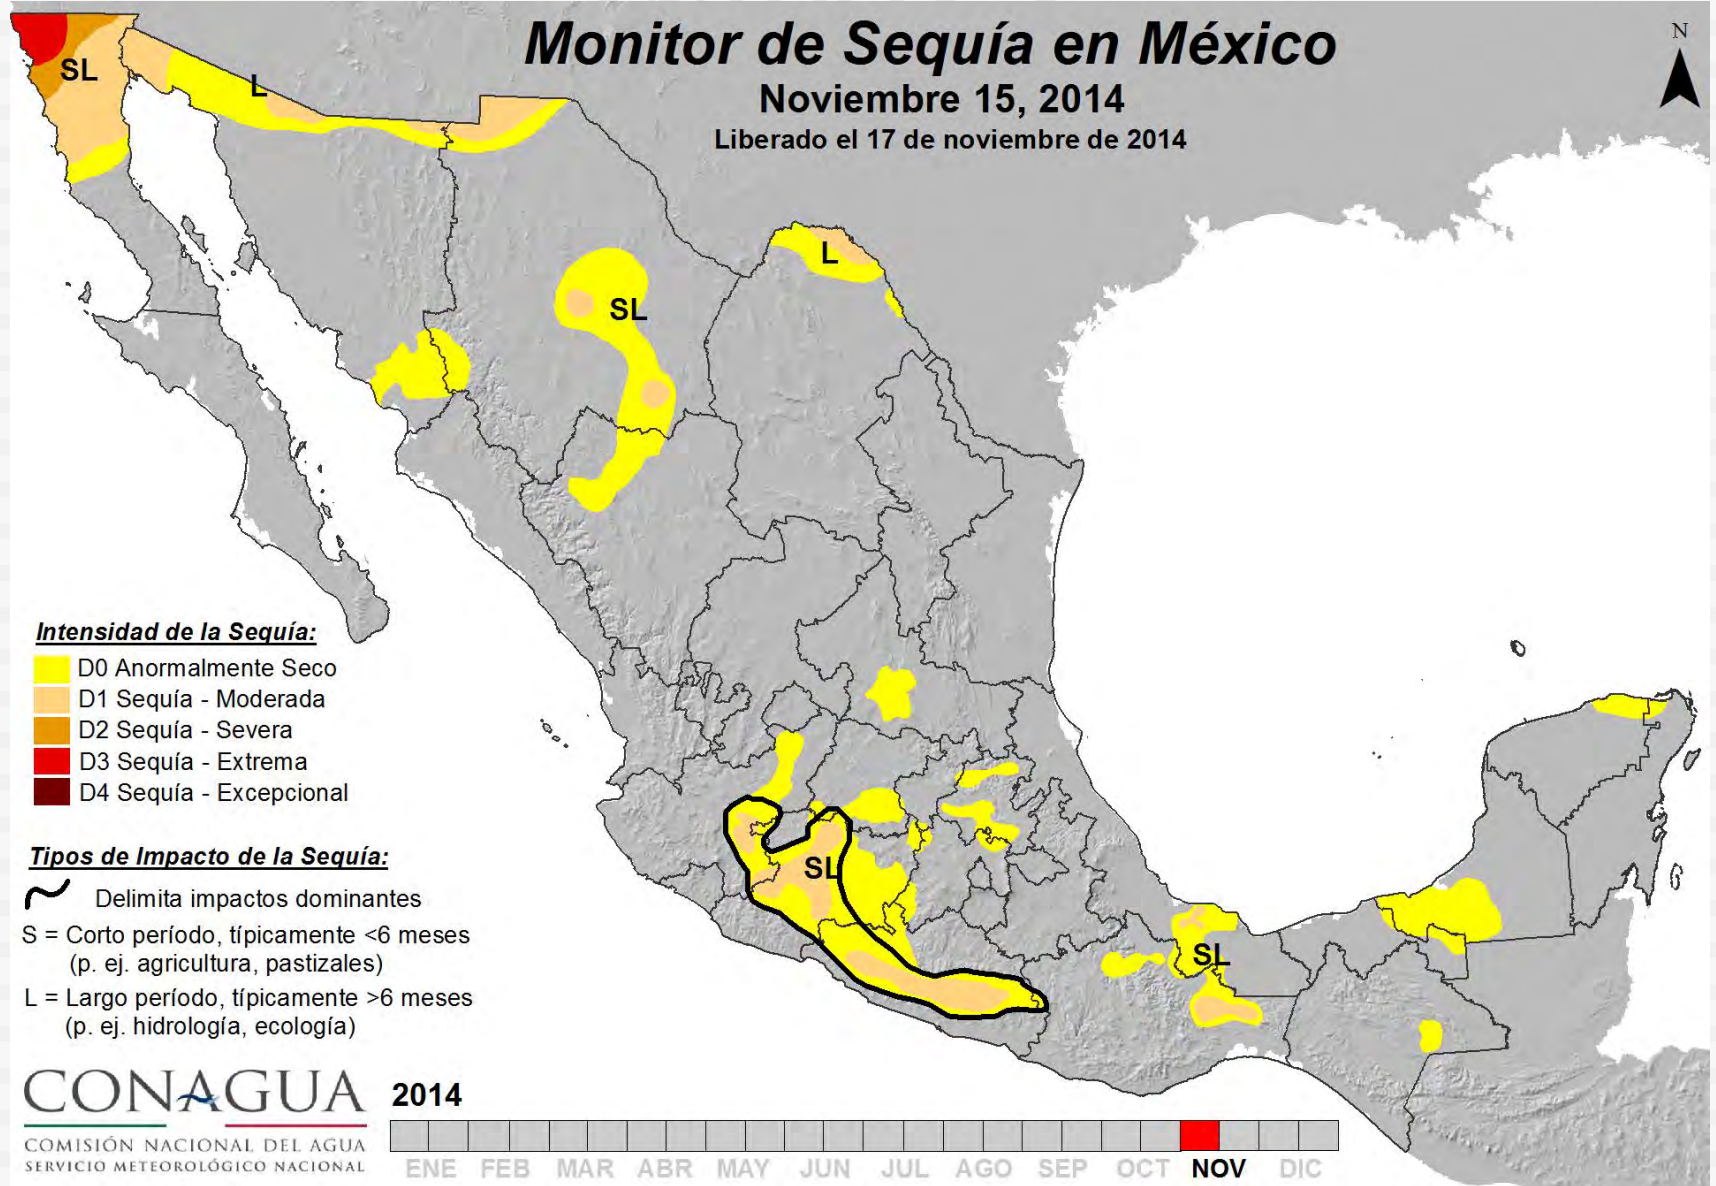 Monitor de Sequía en México
Noviembre 15, 2014
Liberado el 17 de noviembre de 2014
N
SL
L
L
SL
SL
SL
Intensidad de la Sequía:
D0 Anormalmente Seco
D1 Sequía - Moderada
D2 Sequía - Severa
D3 Sequía - Extrema
D4 Sequía - Excepcional
Tipos de Impacto de la Sequía:
Delimita impactos dominantes
S = Corto período, típicamente <6 meses
(p. ej. agricultura, pastizales)
L = Largo período, típicamente >6 meses
(p. ej. hidrología, ecología)
CONAGUA
COMISIÓN NACIONAL DEL AGUA
SERVICIO METEOROLÓGICO NACIONAL
2014
ENE FEB MAR ABR MAY JUN JUL AGO SEP OCT NOV DIC